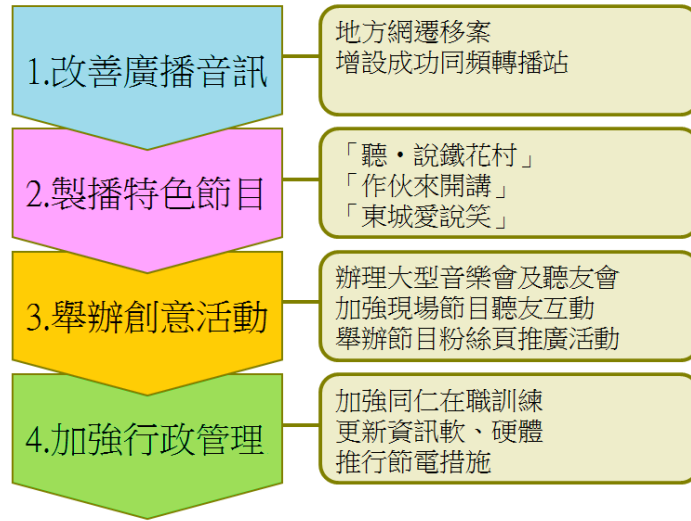 1.改善廣播音訊
地方網遷移案
增設成功同頻轉播站
2.製播特色節目
「聽・說鐵花村」
「作伙來開講」
「東城愛說笑」
3.舉辦創意活動
辦理大型音樂會及聽友會
加強現場節目聽友互動
舉辦節目粉絲頁推廣活動
4.加強行政管理
加強同仁在職訓練
更新資訊軟、硬體
推行節電措施